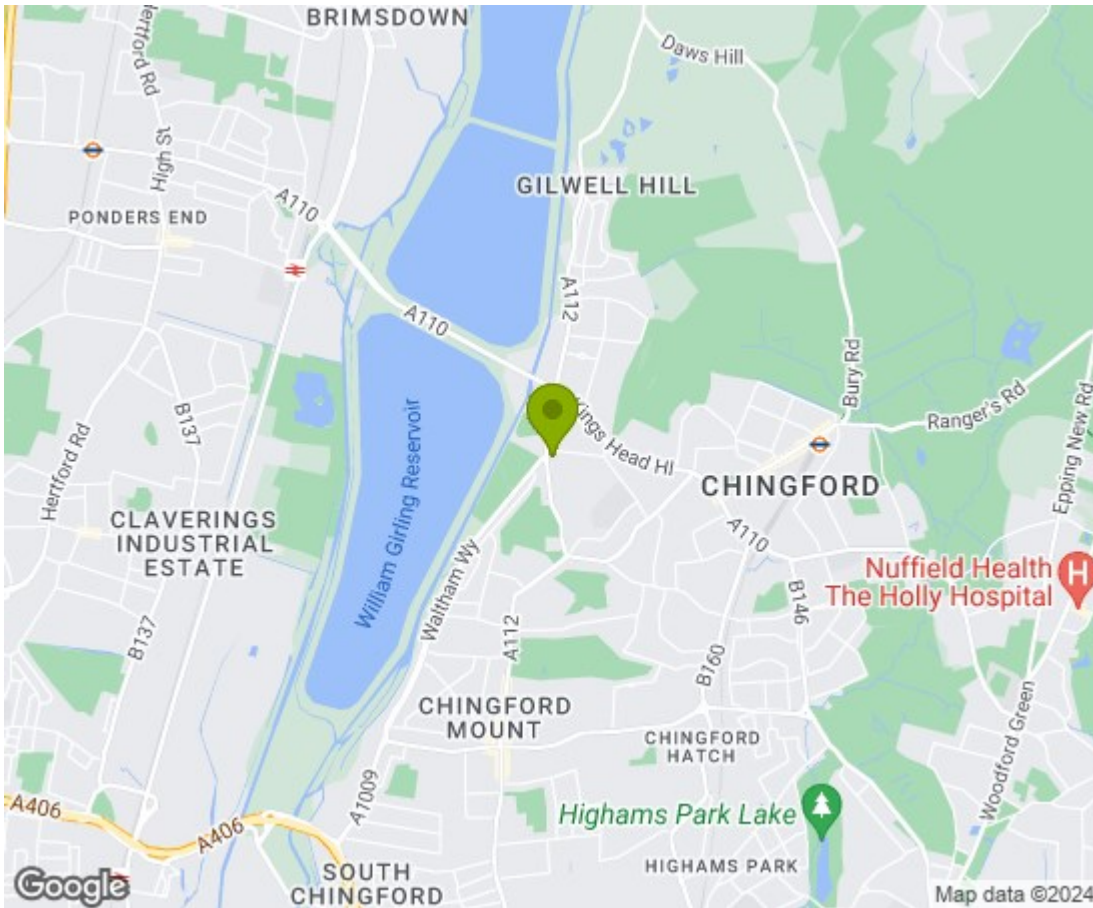 BRIMSDOWN
Hertford Rd
Daws Hill
High St
GILWELL HILL
PONDERS END
A110
A112
A110
Bury Rd
Ranger's Rd
Kings Head Hl
Epping New Rd
B137
Hertford Rd
William Girling Reservoir
CHINGFORD
CLAVERINGS
INDUSTRIAL
ESTATE
A110
Waltham Wy
Nuffield Health
The Holly Hospital
H
B146
B137
A112
B160
CHINGFORD
MOUNT
CHINGFORD
HATCH
Woodford Green
A1009
A406
A406
Highams Park Lake
HIGHAMS PARK
SOUTH
CHINGFORD
Google
Map data ©2024